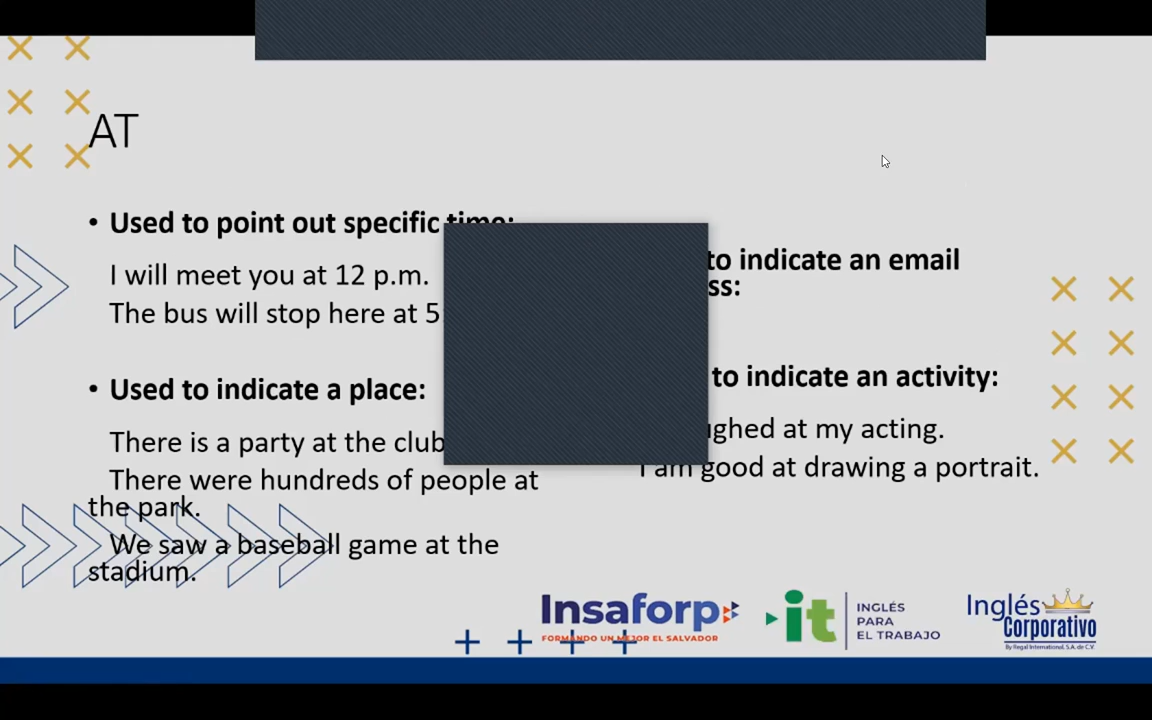 AT
• Used to point out specific time:
I will meet you at 12 p.m.
The bus will stop here at 5
• Used to indicate a place:
There is a party at the club
There were hundreds of people at
the park.
We saw a baseball game at the
stadium.
to indicate an email
to indicate an activity:
at my acting.
I am good at drawing a portrait.
Insaforp
FORMANDO UN MEJOR EL SALVADOR
it
INGLÉS
PARA
EL TRABAJO
Inglés
Corporativo
By Regal International, S.A. de C.V.